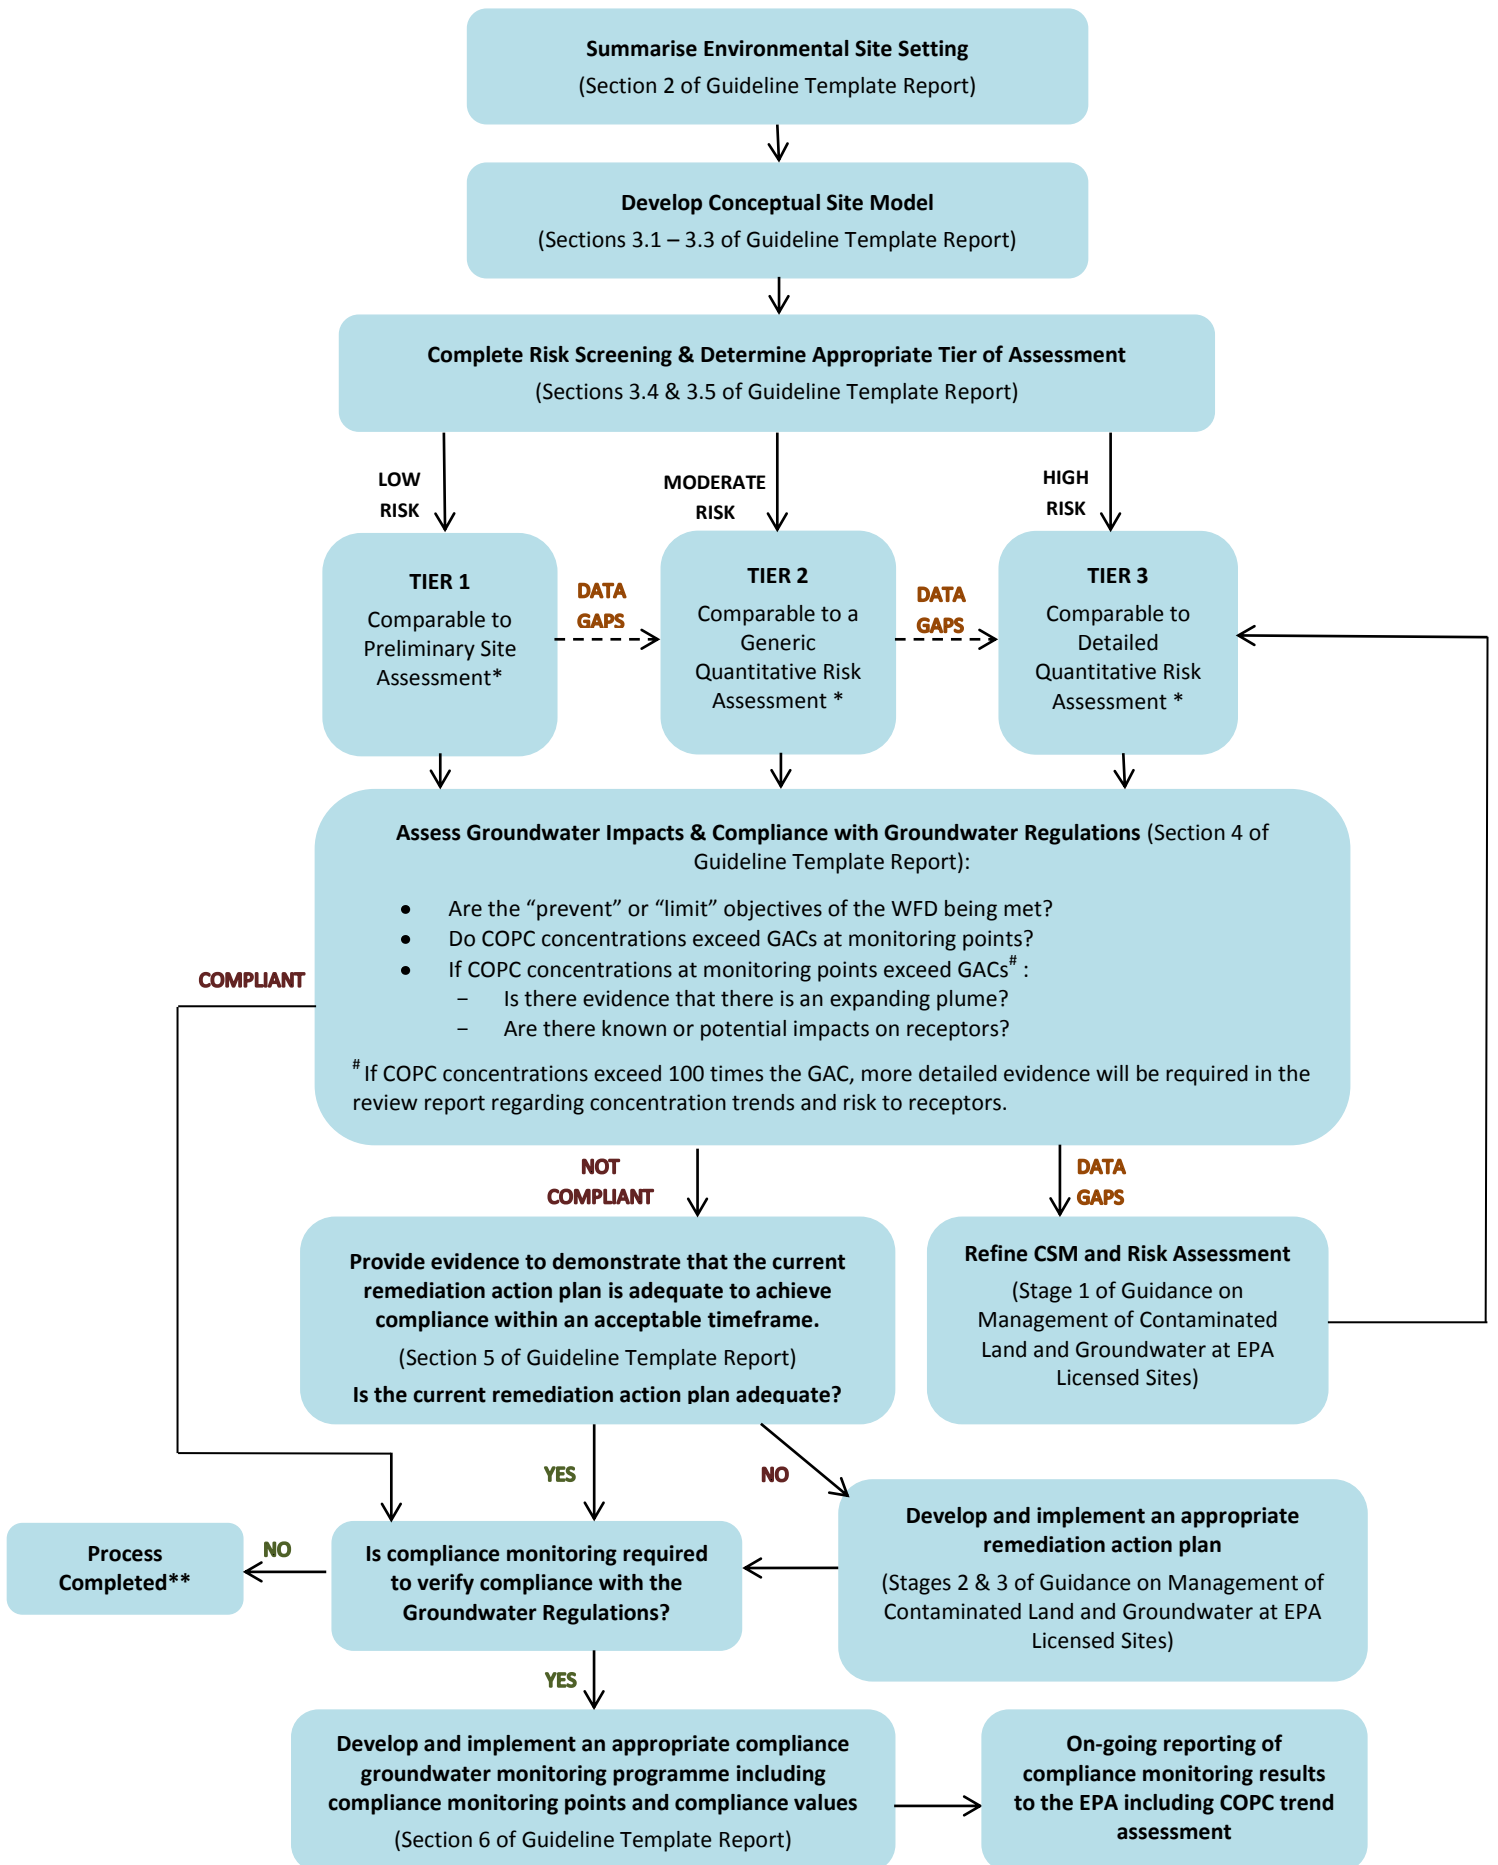 Summarise Environmental Site Setting
(Section 2 of Guideline Template Report)
Develop Conceptual Site Model
(Sections 3.1 – 3.3 of Guideline Template Report)
Complete Risk Screening & Determine Appropriate Tier of Assessment
(Sections 3.4 & 3.5 of Guideline Template Report)
LOW
RISK
MODERATE
RISK
HIGH
RISK
TIER 1
Comparable to
Preliminary Site
Assessment*
DATA
GAPS
TIER 2
Comparable to a
Generic
Quantitative Risk
Assessment *
DATA
GAPS
TIER 3
Comparable to
Detailed
Quantitative Risk
Assessment *
Assess Groundwater Impacts & Compliance with Groundwater Regulations (Section 4 of
Guideline Template Report):
● Are the “prevent” or “limit” objectives of the WFD being met?
● Do COPC concentrations exceed GACs at monitoring points?
● If COPC concentrations at monitoring points exceed GACs# :
− Is there evidence that there is an expanding plume?
− Are there known or potential impacts on receptors?
# If COPC concentrations exceed 100 times the GAC, more detailed evidence will be required in the
review report regarding concentration trends and risk to receptors.
COMPLIANT
NOT
COMPLIANT
DATA
GAPS
Provide evidence to demonstrate that the current
remediation action plan is adequate to achieve
compliance within an acceptable timeframe.
(Section 5 of Guideline Template Report)
Is the current remediation action plan adequate?
Refine CSM and Risk Assessment
(Stage 1 of Guidance on
Management of Contaminated
Land and Groundwater at EPA
Licensed Sites)
YES
NO
Develop and implement an appropriate
remediation action plan
(Stages 2 & 3 of Guidance on Management of
Contaminated Land and Groundwater at EPA
Licensed Sites)
Is compliance monitoring required
to verify compliance with the
Groundwater Regulations?
NO
Process
Completed**
YES
Develop and implement an appropriate compliance
groundwater monitoring programme including
compliance monitoring points and compliance values
(Section 6 of Guideline Template Report)
On-going reporting of
compliance monitoring results
to the EPA including COPC trend
assessment